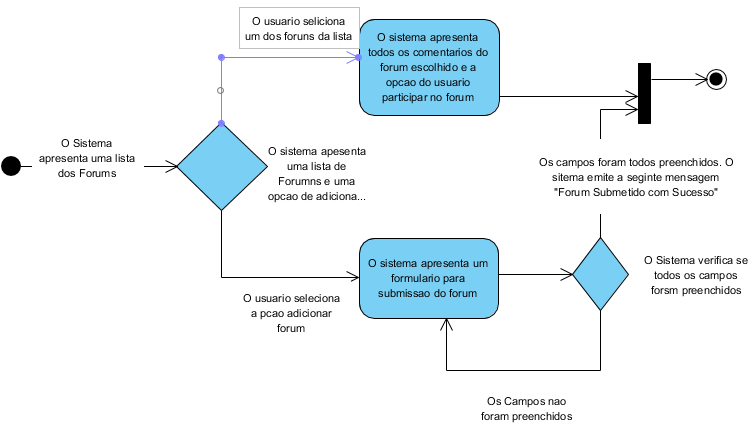 O usuario seliciona
um dos foruns da lista
O sistema apresenta
todos os comentarios do
forum escolhido e a
opcao do usuario
participar no forum
O Sistema
apresenta uma lista
dos Forums
O sistema apesenta
uma lista de
Forumns e uma
opcao de adiciona...
Os campos foram todos preenchidos. O
sitema emite a seginte mensagem
"Forum Submetido com Sucesso"
O sistema apresenta um
formulario para
submissao do forum
O Sistema verifica se
todos os campos
forsm preenchidos
O usuario seleciona
a pcao adicionar
forum
Os Campos nao
foram preenchidos